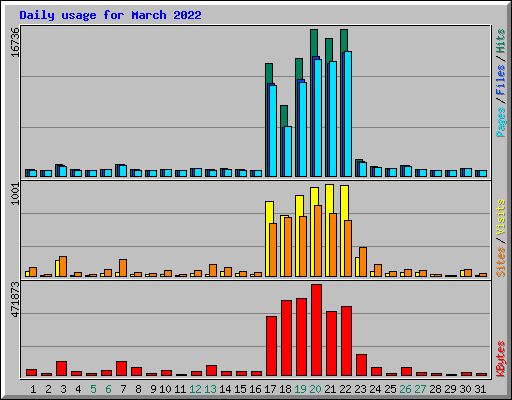 Daily usage for March 2022
16736
Pages / Files / Hits
1001
Sites / Visits
471873
KBytes
1 2 3 4 5 6 7 8 9 10 11 12 13 14 15 16 17 18 19 20 21 22 23 24 25 26 27 28 29 30 31